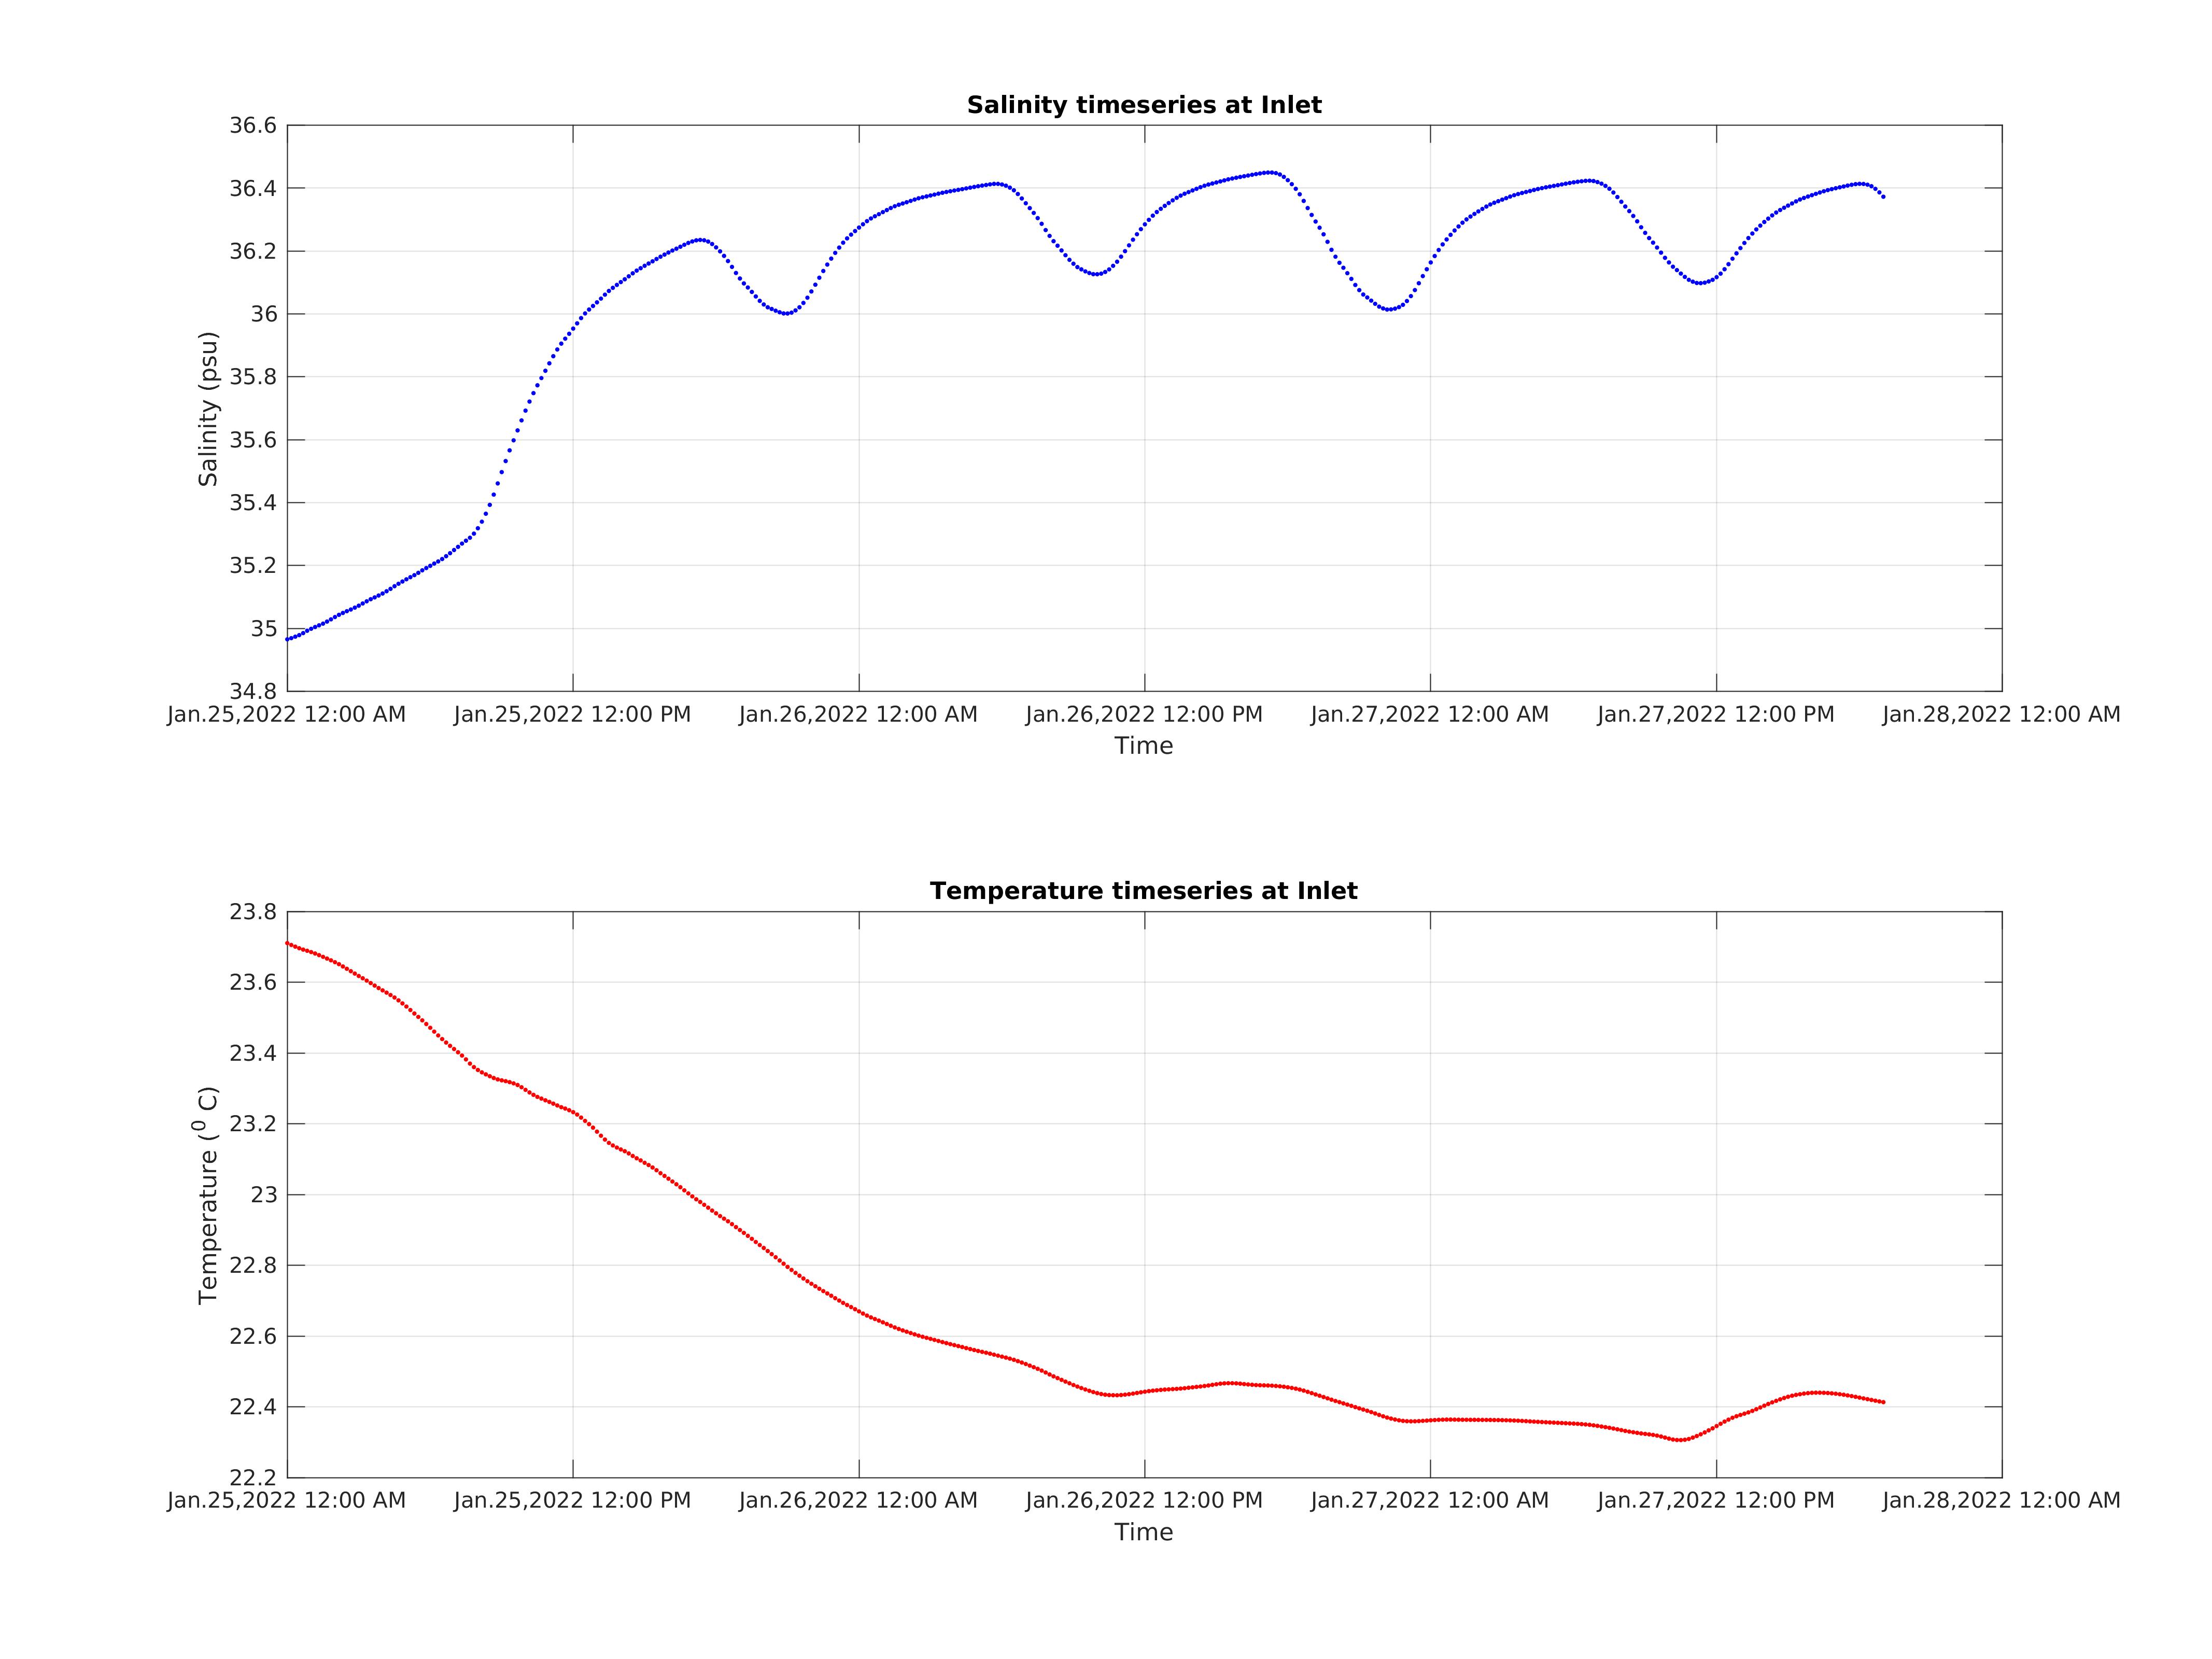 Salinity timeseries at Inlet
36.6
36.4
36.2
36
35.8
35.6
35.4
35.2
35
34.8
Salinity (psu)
Jan.25,2022 12:00 AM Jan.25,2022 12:00 PM Jan.26,2022 12:00 AM Jan.26,2022 12:00 PM Jan.27,2022 12:00 AM Jan.27,2022 12:00 PM Jan.28,2022 12:00 AM
Time
Temperature timeseries at Inlet
23.8
23.6
23.4
23.2
23
22.8
22.6
22.4
22.2
Temperature (⁰ C)
Jan.25,2022 12:00 AM Jan.25,2022 12:00 PM Jan.26,2022 12:00 AM Jan.26,2022 12:00 PM Jan.27,2022 12:00 AM Jan.27,2022 12:00 PM Jan.28,2022 12:00 AM
Time